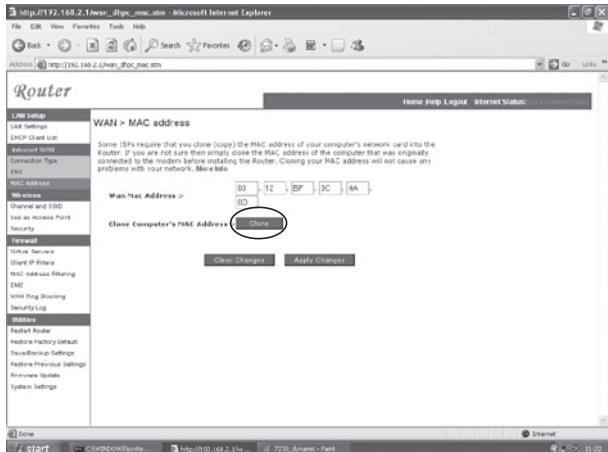 http://192.168.2.1/wan_dhpc_mac.stm - Microsoft Internet Explorer
File Edit View Favorites Tools Help
Back Search Favorites
Address http://192.168.2.1/wan_dhpc_mac.stm Go Links
Router
Home |Help |Logout Internet Status:
LAN Setup
LAN Settings
DHCP Client List
Internet WAN
Connection Type
DNS
MAC Address
Wireless
Channel and SSID
Use as Access Point
Security
Firewall
Virtual Servers
Client IP Filters
MAC Address Filtering
DMZ
WAN Ping Blocking
Security Log
Utilities
Restart Router
Restore Factory Default
Save/Backup Settings
Restore Previous Settings
Firmware Update
System Settings
WAN > MAC address
Some ISPs require that you clone (copy) the MAC address of your computer's network card into the
Router. If you are not sure then simply clone the MAC address of the computer that was originally
connected to the modem before installing the Router. Cloning your MAC address will not cause any
problems with your network. More Info
Wan Mac Address > 12 . BF . 3C . 4A .
0D
Clone Computer's MAC Address > Clone
Clear Changes Apply Changes
Done Internet
start 11:22